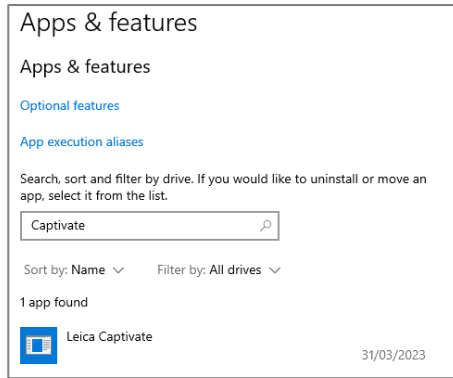 Apps & features
Apps & features
Optional features
App execution aliases
Search, sort and filter by drive. If you would like to uninstall or move an
app, select it from the list.
Captivate
Sort by: Name Filter by: All drives
1 app found
Leica Captivate
31/03/2023